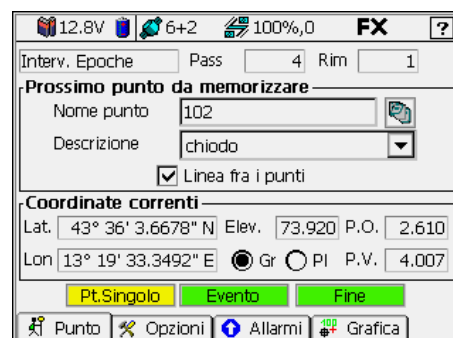 12.8V 6+2 100%,0 FX ?
Interv. Epoche Pass 4 Rim 1
Prossimo punto da memorizzare
Nome punto 102
Descrizione chiodo
Linea fra i punti
Coordinate correnti
Lat. 43° 36' 3.6678" N Elev. 73.920 P.O. 2.610
Lon 13° 19' 33.3492" E Gr Pl P.V. 4.007
Pt.Singolo Evento Fine
Punto Opzioni Allarmi Grafica